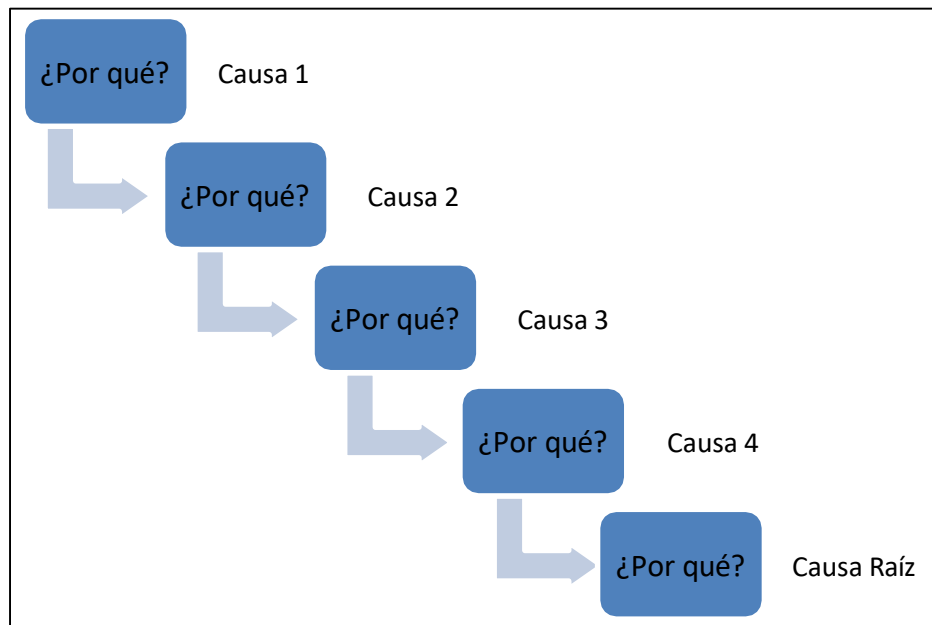 ¿Por qué? Causa 1
¿Por qué? Causa 2
¿Por qué? Causa 3
¿Por qué? Causa 4
¿Por qué? Causa Raíz